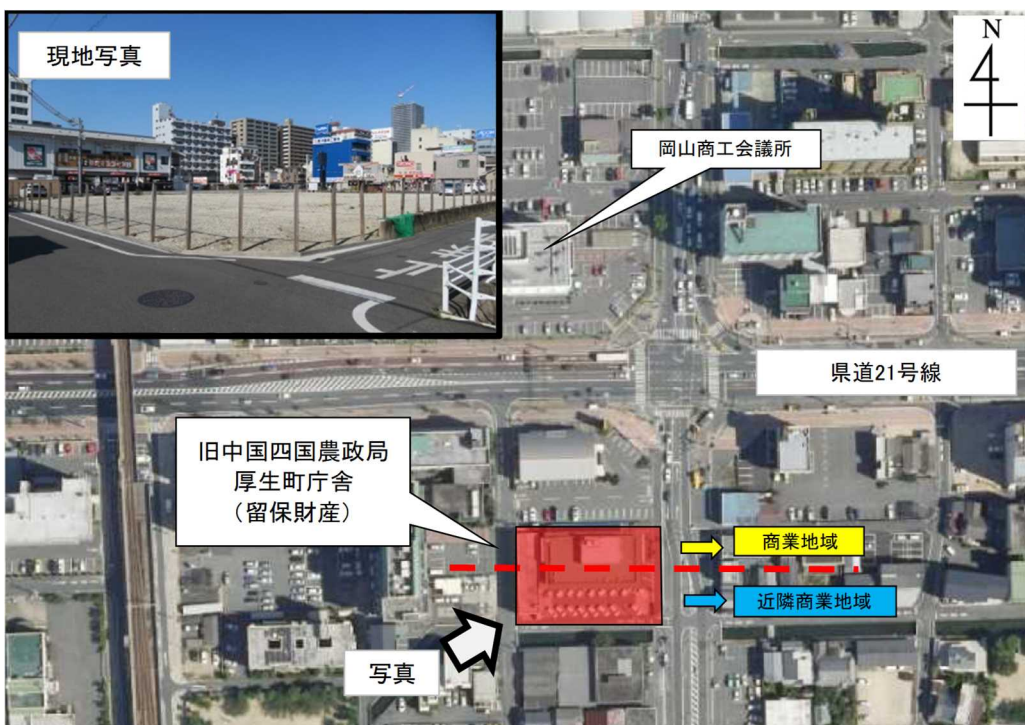 現地写真
N
岡山商工会議所
県道21号線
旧中国四国農政局
厚生町庁舎
（留保財産）
商業地域
近隣商業地域
写真